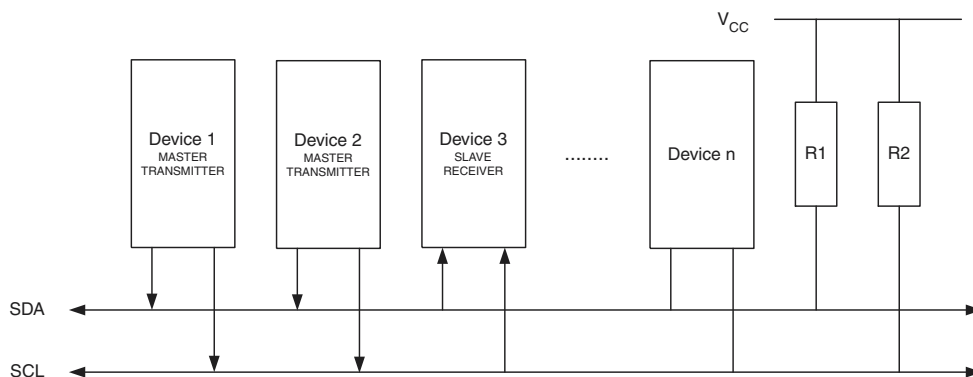 V_CC
Device 1
MASTER
TRANSMITTER
Device 2
MASTER
TRANSMITTER
Device 3
SLAVE
RECEIVER
........
Device n
R1
R2
SDA
SCL